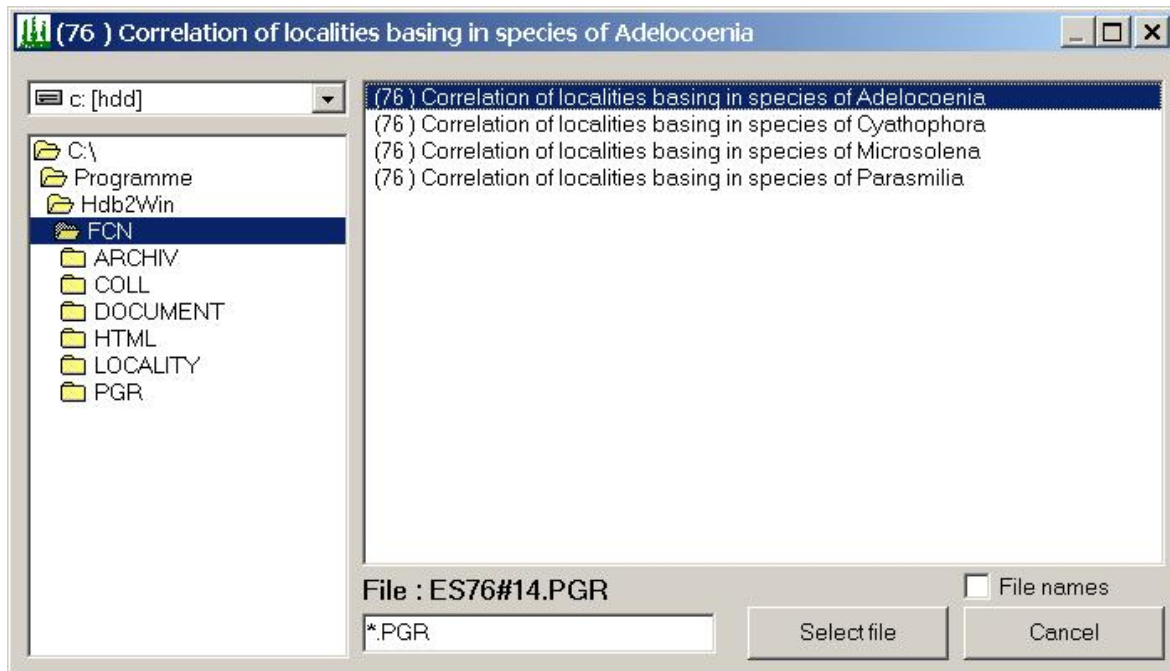 (76 ) Correlation of localities basing in species of Adelocoenia
c: [hdd]
C:\
Programme
Hdb2Win
FCN
ARCHIV
COLL
DOCUMENT
HTML
LOCALITY
PGR
(76 ) Correlation of localities basing in species of Adelocoenia
(76 ) Correlation of localities basing in species of Cyathophora
(76 ) Correlation of localities basing in species of Microsolena
(76 ) Correlation of localities basing in species of Parasmilia
File : ES76#14.PGR
File names
*.PGR
Select file
Cancel